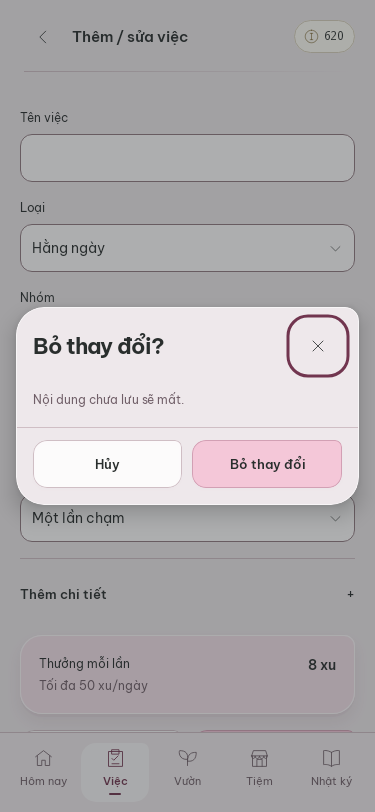 Thêm / sửa việc
620
Tên việc
Loại
Hằng ngày
Nhóm
Bỏ thay đổi?
Nội dung chưa lưu sẽ mất.
Hủy
Bỏ thay đổi
Một lần chạm
Thêm chi tiết
+
Thưởng mỗi lần
8 xu
Tối đa 50 xu/ngày
Hôm nay
Việc
Vườn
Tiệm
Nhật ký